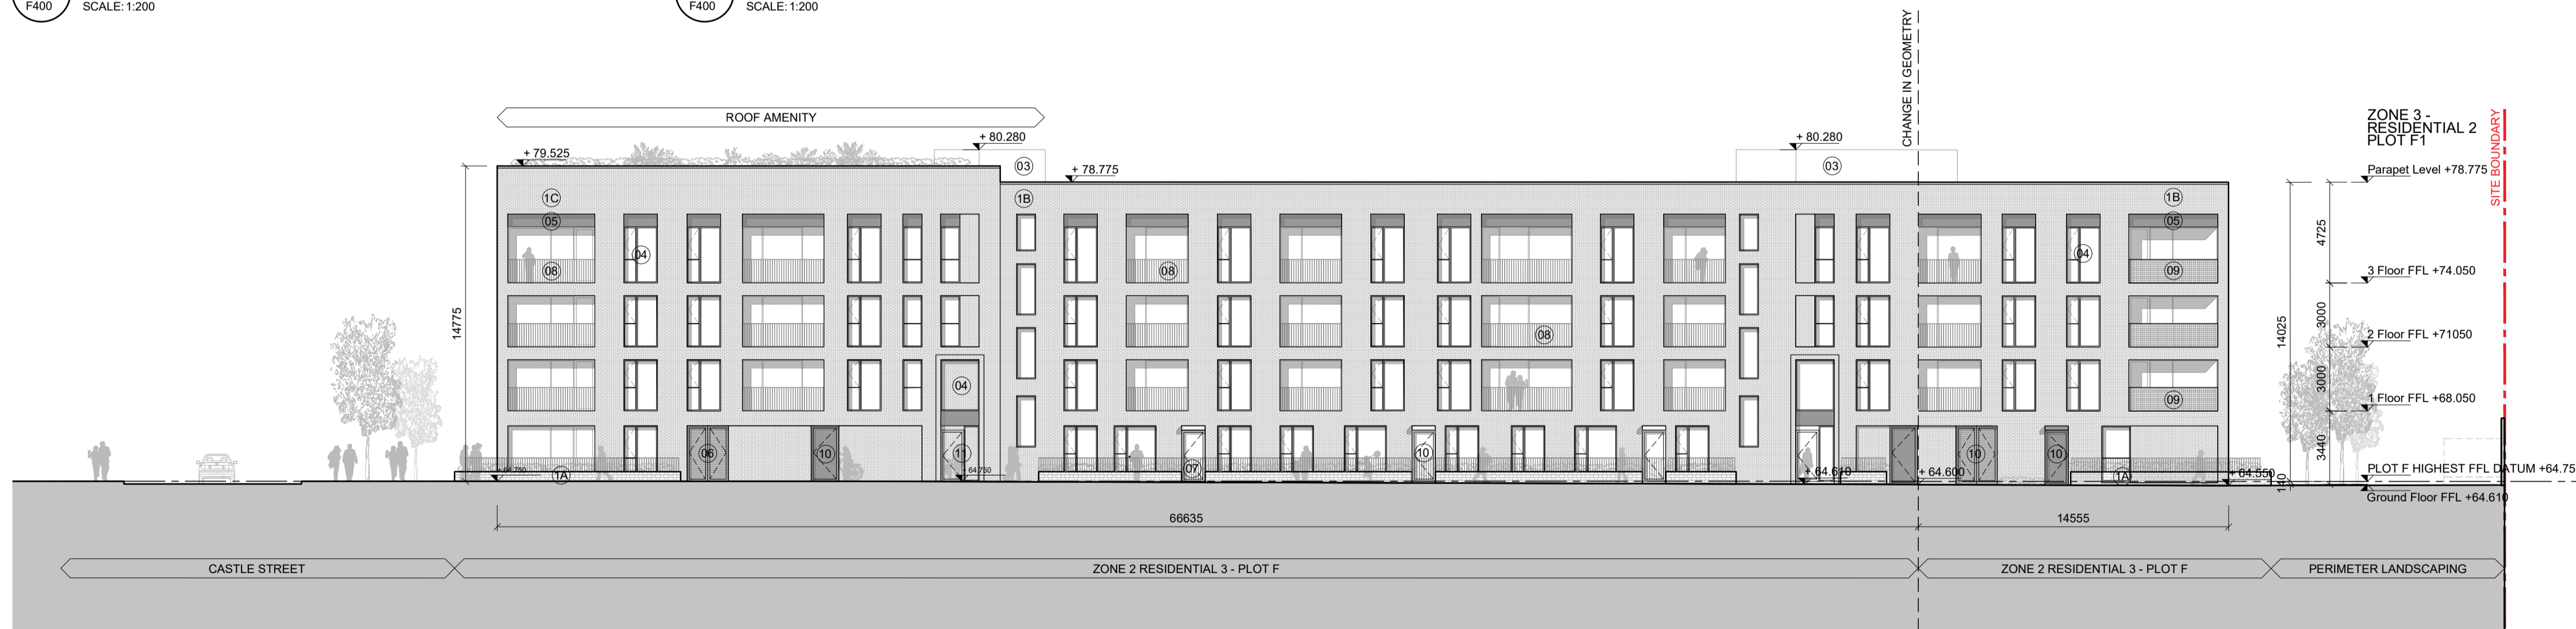 F400
SCALE: 1:200
F400
SCALE: 1:200
CHANGE IN GEOMETRY
ROOF AMENITY
ZONE 3 -
RESIDENTIAL 2
PLOT F1
SITE BOUNDARY
+ 80.280
+ 80.280
+ 79.525
03
03
+ 78.775
Parapet Level +78.775
1C
1B
1B
05
05
4725
04
04
08
08
09
3 Floor FFL +74.050
3000
14775
14025
08
2 Floor FFL +71050
3000
04
09
1 Floor FFL +68.050
3440
06
10
11
07
10
10
10
+ 64.750
1A
+ 64.750
+ 64.610
+ 64.600
1A
+ 64.550
PLOT F HIGHEST FFL DATUM +64.75
140
Ground Floor FFL +64.610
66635
14555
CASTLE STREET
ZONE 2 RESIDENTIAL 3 - PLOT F
ZONE 2 RESIDENTIAL 3 - PLOT F
PERIMETER LANDSCAPING